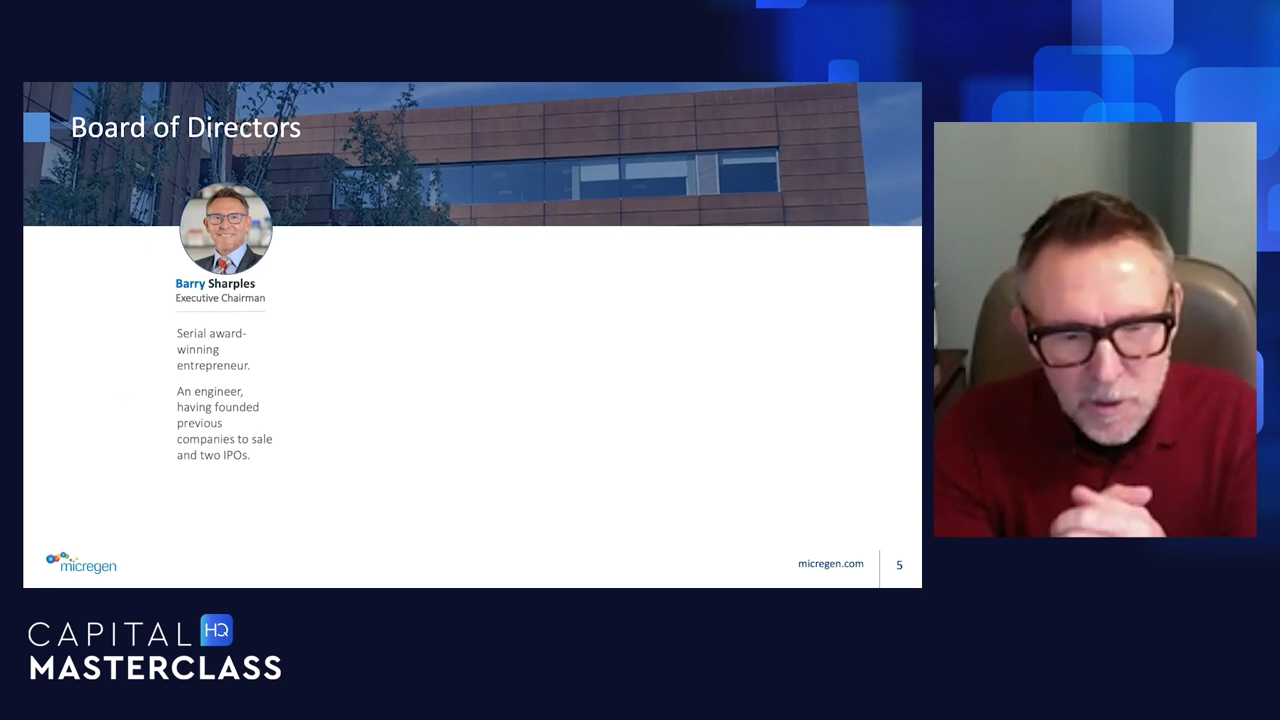 Board of Directors
Barry Sharples
Executive Chairman
Serial award-
winning
entrepreneur.
An engineer,
having founded
previous
companies to sale
and two IPOs.
micregen
micregen.com
5
CAPITAL HQ
MASTERCLASS